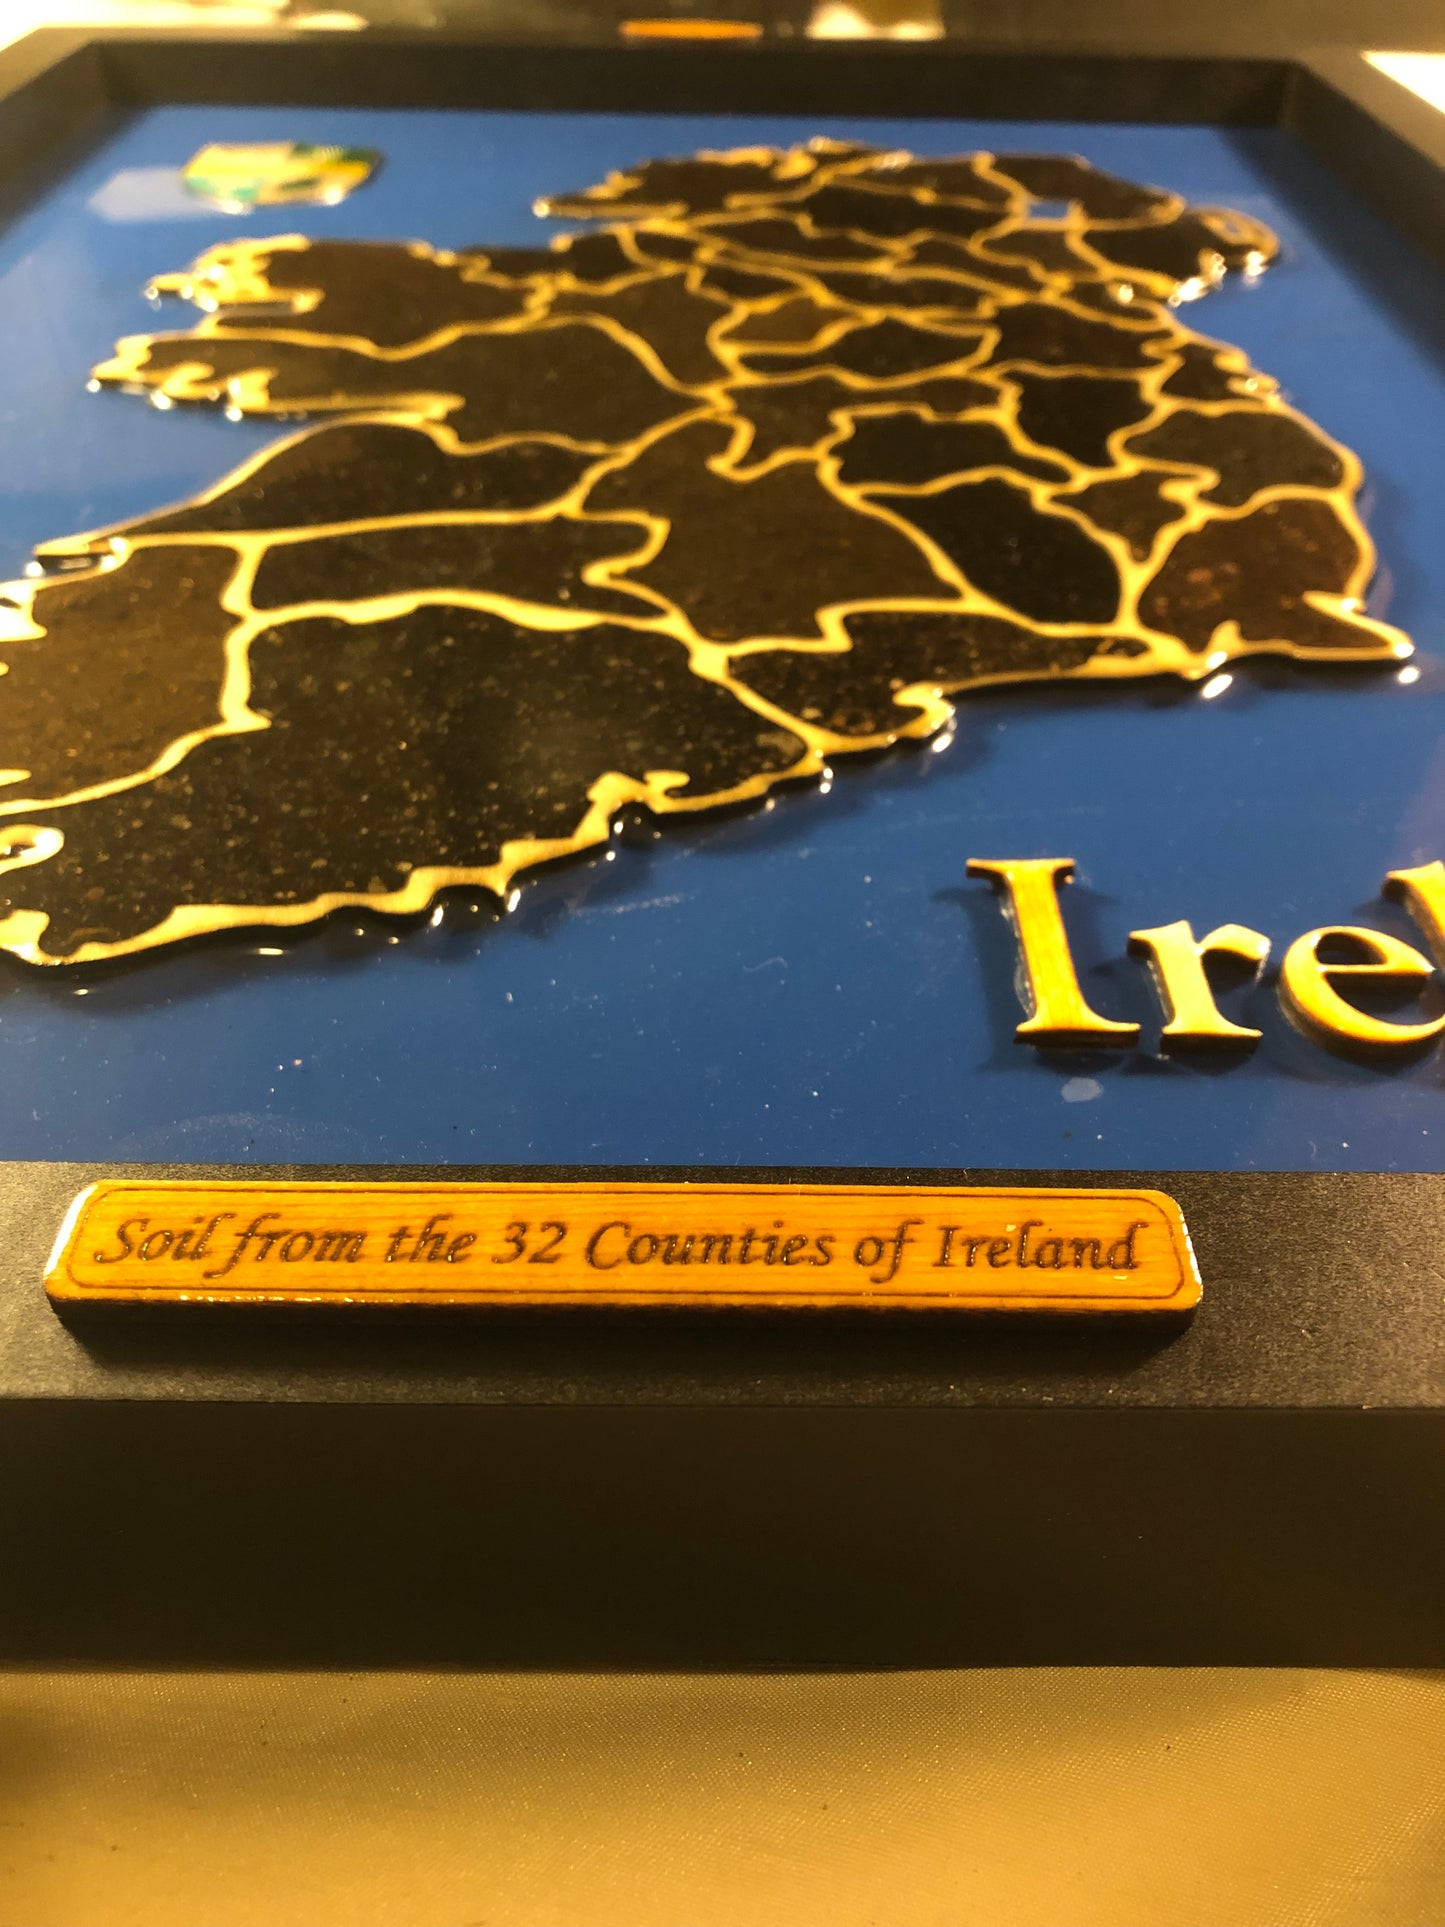 Irel
Soil from the 32 Counties of Ireland